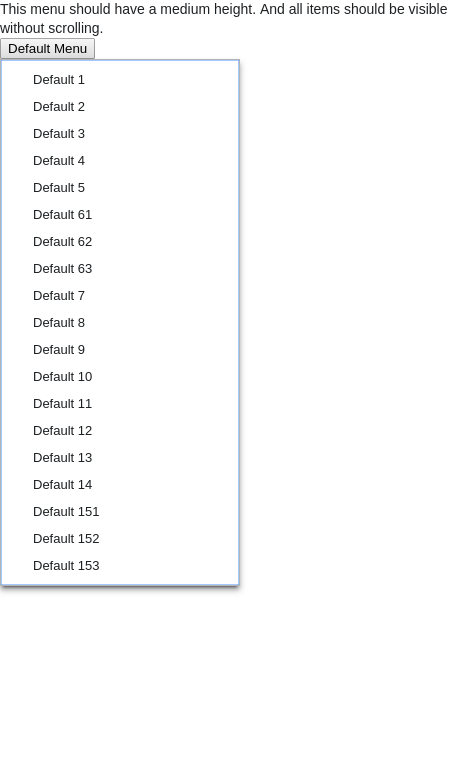 This menu should have a medium height. And all items should be visible
without scrolling.
Default Menu
Default 1
Default 2
Default 3
Default 4
Default 5
Default 61
Default 62
Default 63
Default 7
Default 8
Default 9
Default 10
Default 11
Default 12
Default 13
Default 14
Default 151
Default 152
Default 153